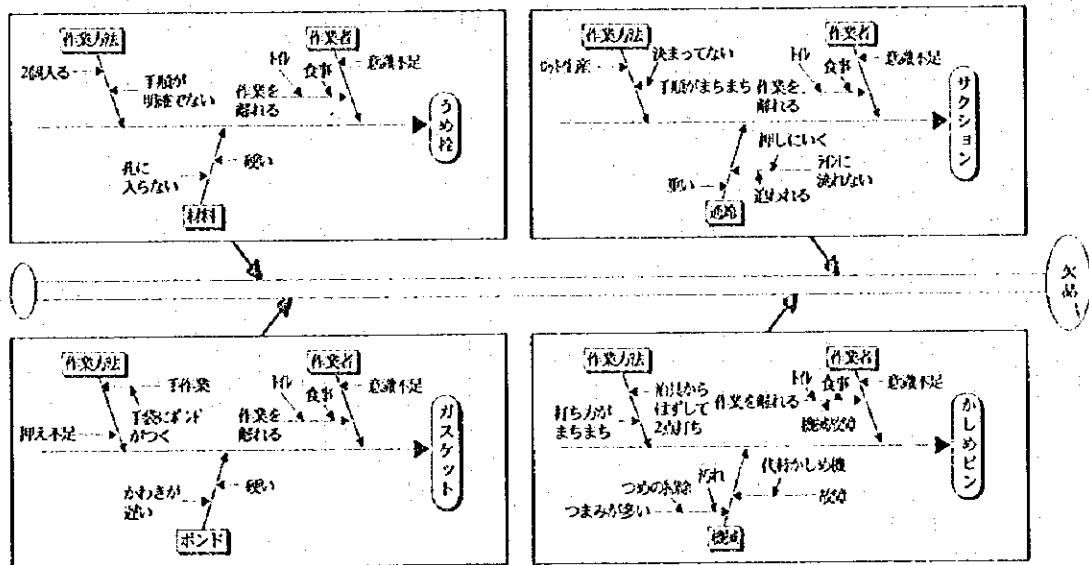 作業方法
2個入る
手順が
明確でない
作業者
トイレ
食事
意識不足
作業を
離れる
うめ栓
孔に
入らない
硬い
材料
作業方法
ロット生産
決まってない
手順がまちまち
作業者
トイレ
食事
意識不足
作業を
離れる
サクション
押しにいく
重い
ラインに
流れない
追われる
欠品
作業方法
手作業
手袋にボンド
がつく
押え不足
作業者
トイレ
食事
意識不足
作業を
離れる
ガスケット
かわきが
遅い
硬い
ボンド
作業方法
治具から
はずして
2点打ち
打ち方が
まちまち
作業者
トイレ
食事
意識不足
作業を離れる
機械故障
かしめピン
汚れ
つまみが多い
代替かしめ機
故障
機械